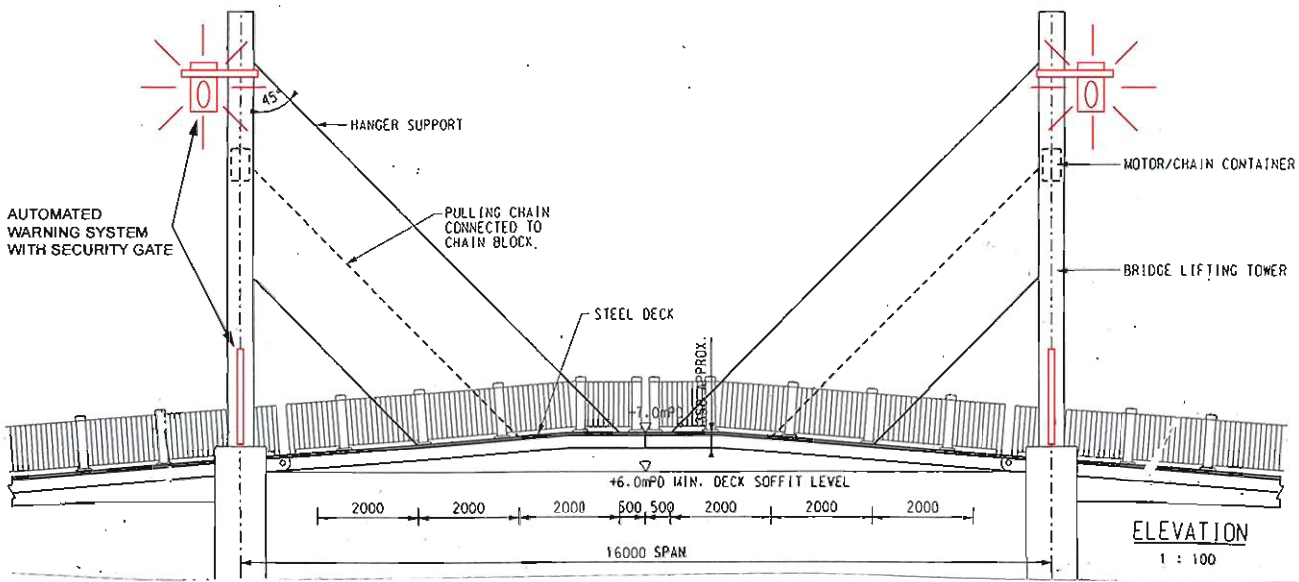 45°
HANGER SUPPORT
MOTOR/CHAIN CONTAINER
AUTOMATED
WARNING SYSTEM
WITH SECURITY GATE
PULLING CHAIN
CONNECTED TO
CHAIN BLOCK.
BRIDGE LIFTING TOWER
STEEL DECK
APPROX.
+7.0mPD
+6.0mPD MIN. DECK SOFFIT LEVEL
2000
2000
2000
500
500
2000
2000
2000
16000 SPAN
ELEVATION
1 : 100